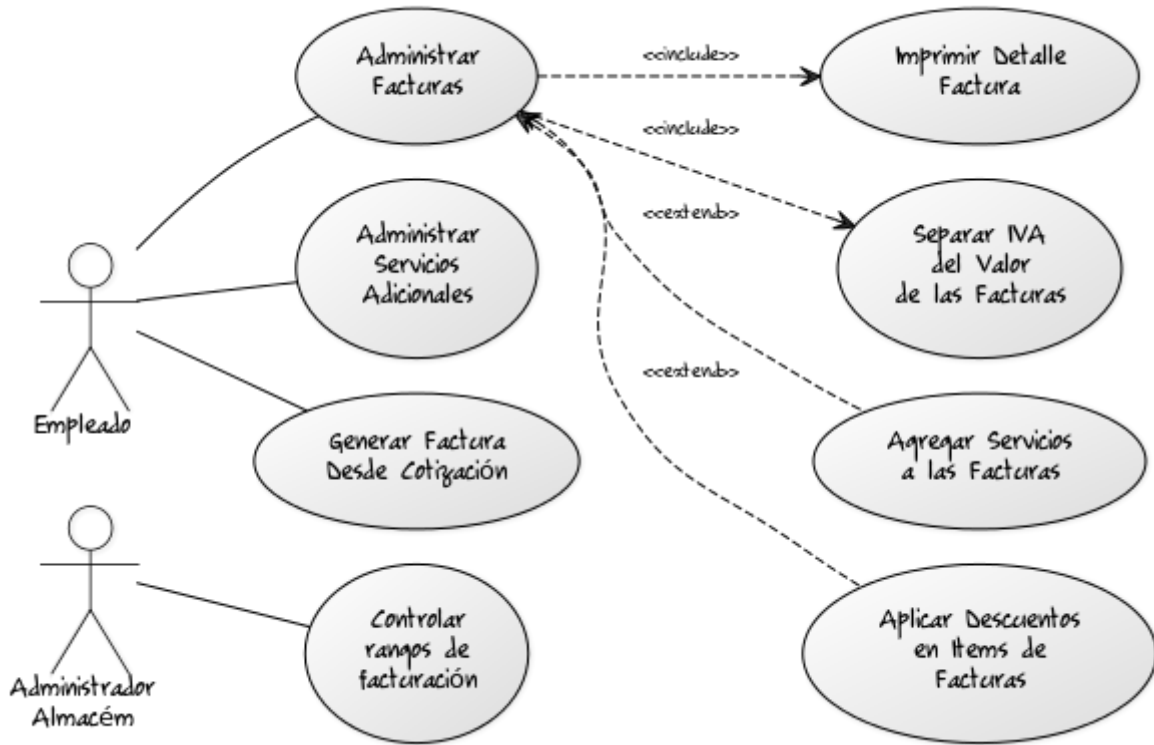 Administrar
Facturas
<<include>>
Imprimir Detalle
Factura
<<include>>
Administrar
Servicios
Adicionales
<<extend>>
Separar IVA
del Valor
de las Facturas
Empleado
<<extend>>
Generar Factura
Desde Cotización
Agregar Servicios
a las Facturas
Administrador
Almacém
Controlar
rangos de
facturación
Aplicar Descuentos
en Items de
Facturas